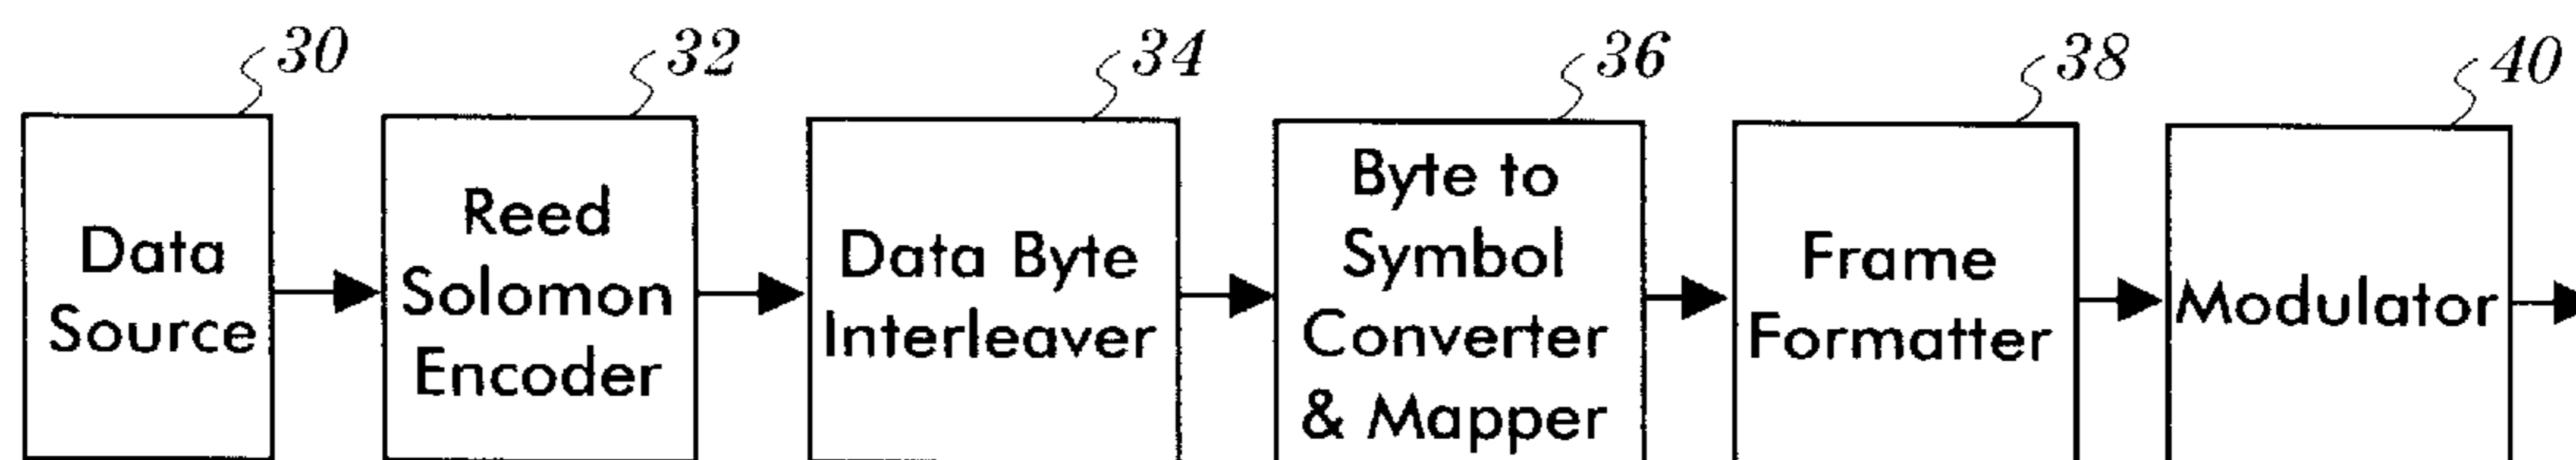 30
32
34
36
38
40
Data
Source
Reed
Solomon
Encoder
Data Byte
Interleaver
Byte to
Symbol
Converter
& Mapper
Frame
Formatter
Modulator